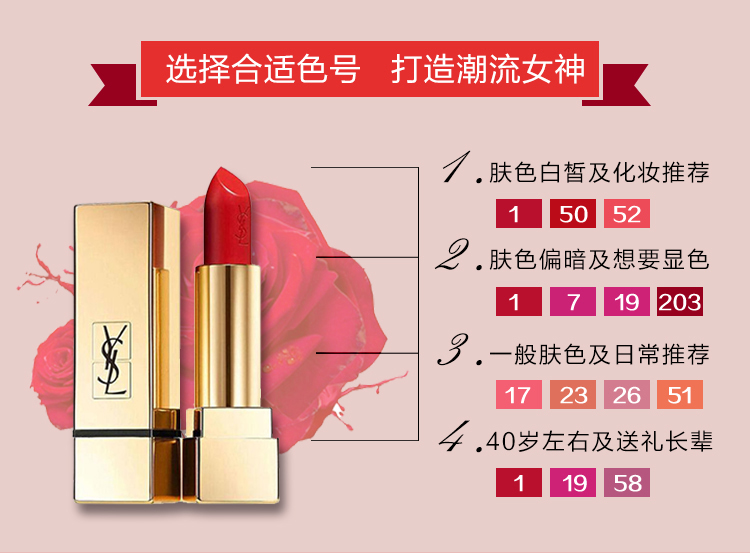 选择合适色号 打造潮流女神
1.肤色白皙及化妆推荐
1 50 52
2.肤色偏暗及想要显色
1 7 19 203
3.一般肤色及日常推荐
17 23 26 51
4.40岁左右及送礼长辈
1 19 58
YSL